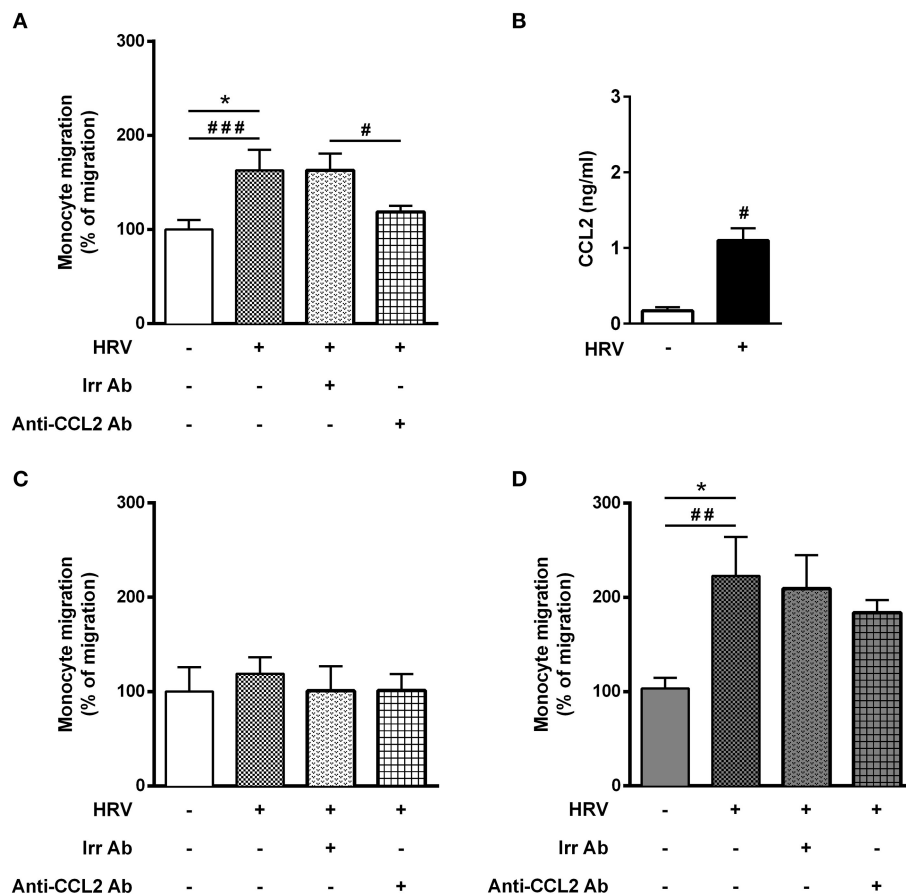 A
Monocyte migration
(% of migration)
300
200
100
0
*
###
#
HRV - + + +
Irr Ab - - + -
Anti-CCL2 Ab - - - +
B
CCL2 (ng/ml)
3
2
1
0
#
HRV - +
C
Monocyte migration
(% of migration)
300
200
100
0
HRV - + + +
Irr Ab - - + -
Anti-CCL2 Ab - - - +
D
Monocyte migration
(% of migration)
300
200
100
0
*
##
HRV - + + +
Irr Ab - - + -
Anti-CCL2 Ab - - - +